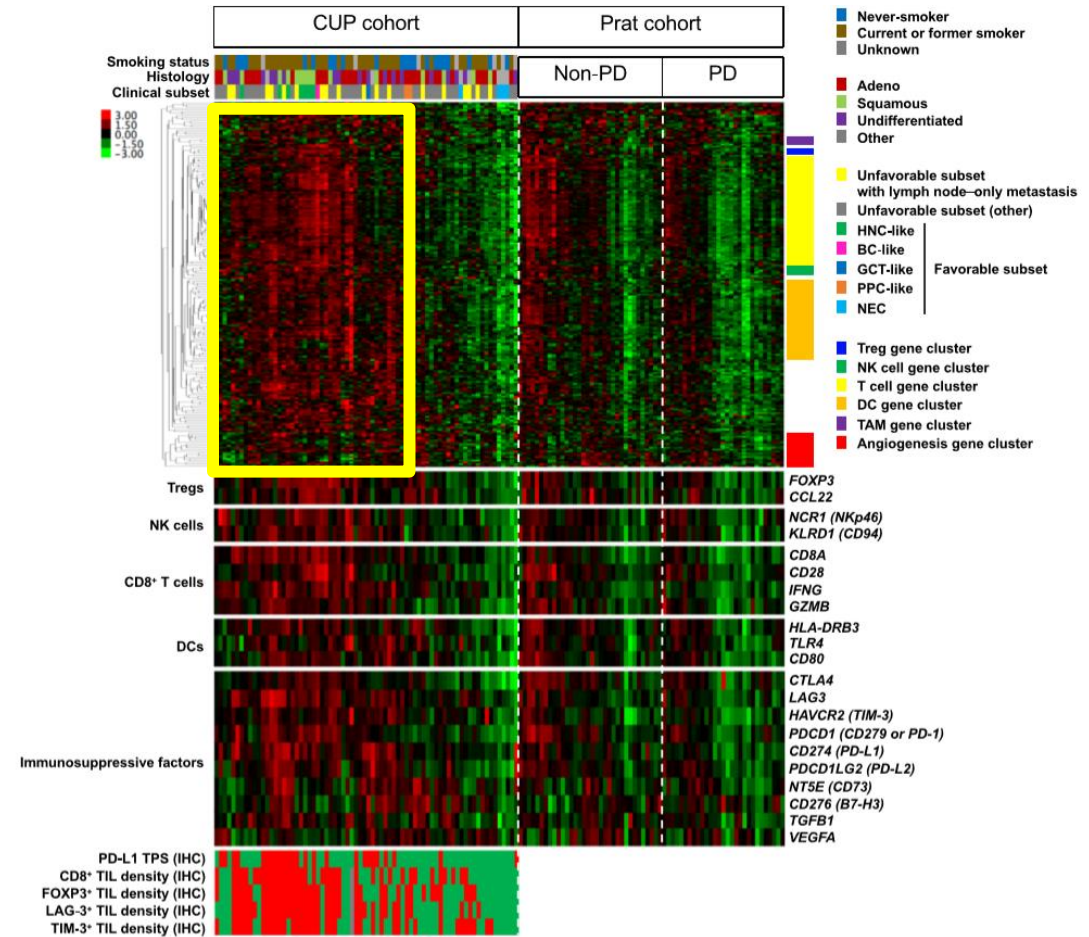 CUP cohort
Prat cohort
Non-PD
PD
Smoking status
Histology
Clinical subset
3.00
1.50
0.00
−1.50
−3.00
Never-smoker
Current or former smoker
Unknown
Adeno
Squamous
Undifferentiated
Other
Unfavorable subset
with lymph node–only metastasis
Unfavorable subset (other)
HNC-like
BC-like
GCT-like
PPC-like
NEC
Favorable subset
Treg gene cluster
NK cell gene cluster
T cell gene cluster
DC gene cluster
TAM gene cluster
Angiogenesis gene cluster
Tregs
FOXP3
CCL22
NK cells
NCR1 (NKp46)
KLRD1 (CD94)
CD8⁺ T cells
CD8A
CD28
IFNG
GZMB
DCs
HLA-DRB3
TLR4
CD80
Immunosuppressive factors
CTLA4
LAG3
HAVCR2 (TIM-3)
PDCD1 (CD279 or PD-1)
CD274 (PD-L1)
PDCD1LG2 (PD-L2)
NT5E (CD73)
CD276 (B7-H3)
TGFB1
VEGFA
PD-L1 TPS (IHC)
CD8⁺ TIL density (IHC)
FOXP3⁺ TIL density (IHC)
LAG-3⁺ TIL density (IHC)
TIM-3⁺ TIL density (IHC)